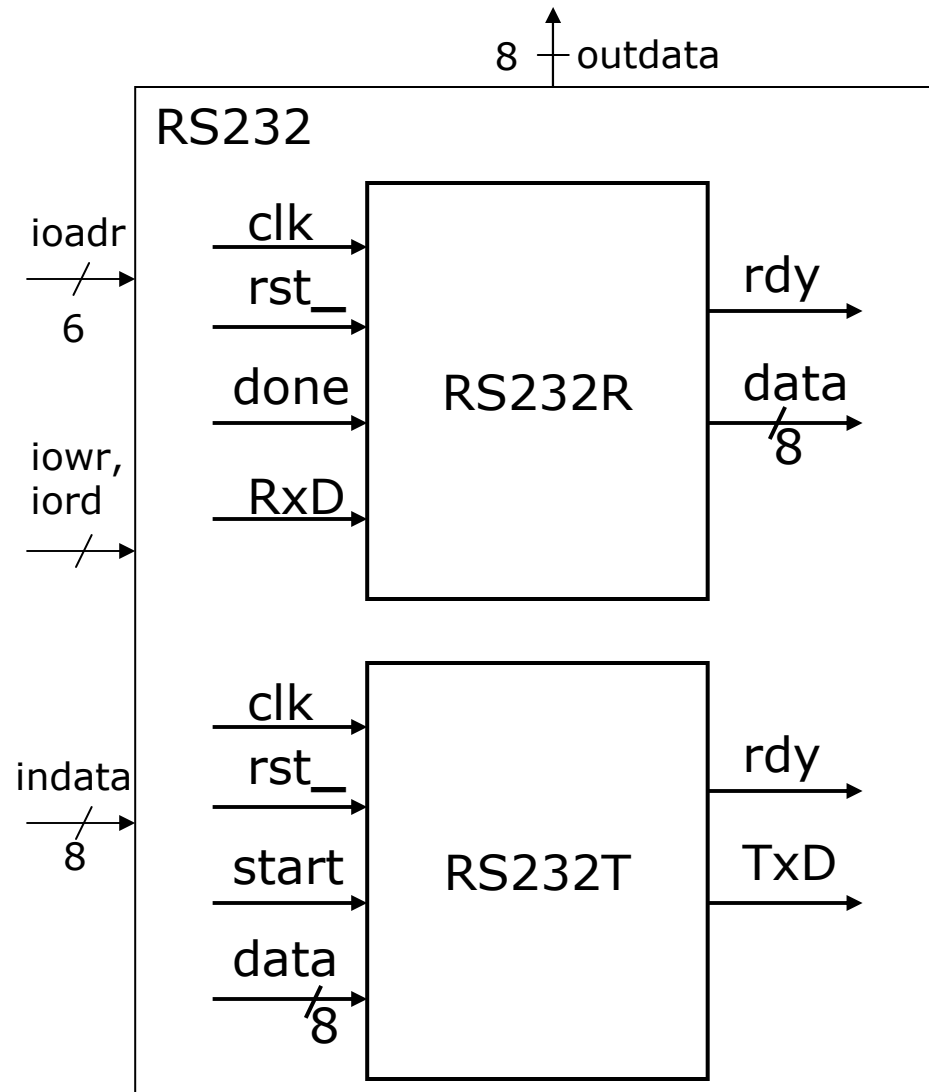 8 outdata
RS232
ioadr
6
iowr,
iord
indata
8
clk
rst_
done
RxD
RS232R
rdy
data
8
clk
rst_
start
data
8
RS232T
rdy
TxD